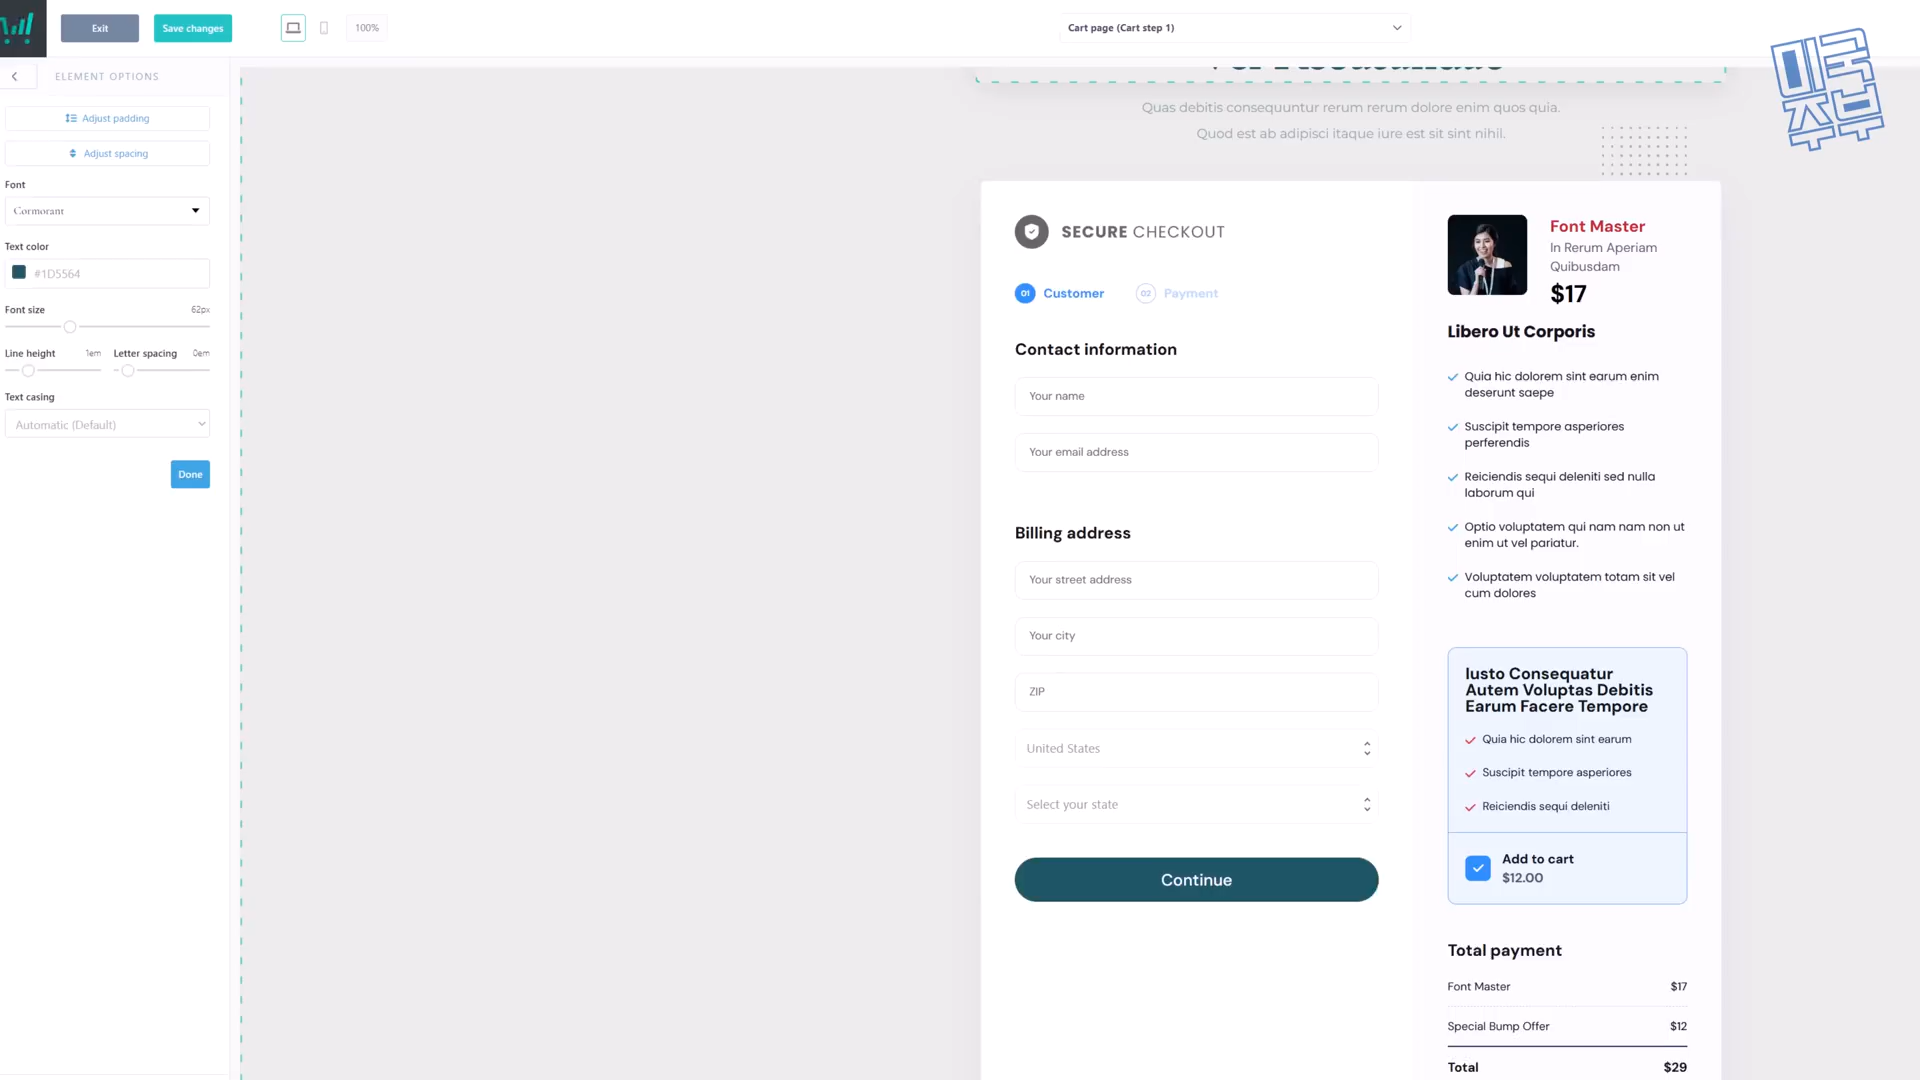 Exit
Save changes
100%
Cart page (Cart step 1)
미국
주부
ELEMENT OPTIONS
Adjust padding
Adjust spacing
Font
Cormorant
Text color
#1D5564
Font size
62px
Line height
1em
Letter spacing
0em
Text casing
Automatic (Default)
Done
Quas debitis consequuntur rerum rerum dolore enim quos quia.
Quod est ab adipisci itaque iure est sit sint nihil.
SECURE CHECKOUT
01 Customer
02 Payment
Contact information
Your name
Your email address
Billing address
Your street address
Your city
ZIP
United States
Select your state
Continue
Font Master
In Rerum Aperiam
Quibusdam
$17
Libero Ut Corporis
Quia hic dolorem sint earum enim
deserunt saepe
Suscipit tempore asperiores
perferendis
Reiciendis sequi deleniti sed nulla
laborum qui
Optio voluptatem qui nam nam non ut
enim ut vel pariatur.
Voluptatem voluptatem totam sit vel
cum dolores
Iusto Consequatur
Autem Voluptas Debitis
Earum Facere Tempore
Quia hic dolorem sint earum
Suscipit tempore asperiores
Reiciendis sequi deleniti
Add to cart
$12.00
Total payment
Font Master $17
Special Bump Offer $12
Total $29